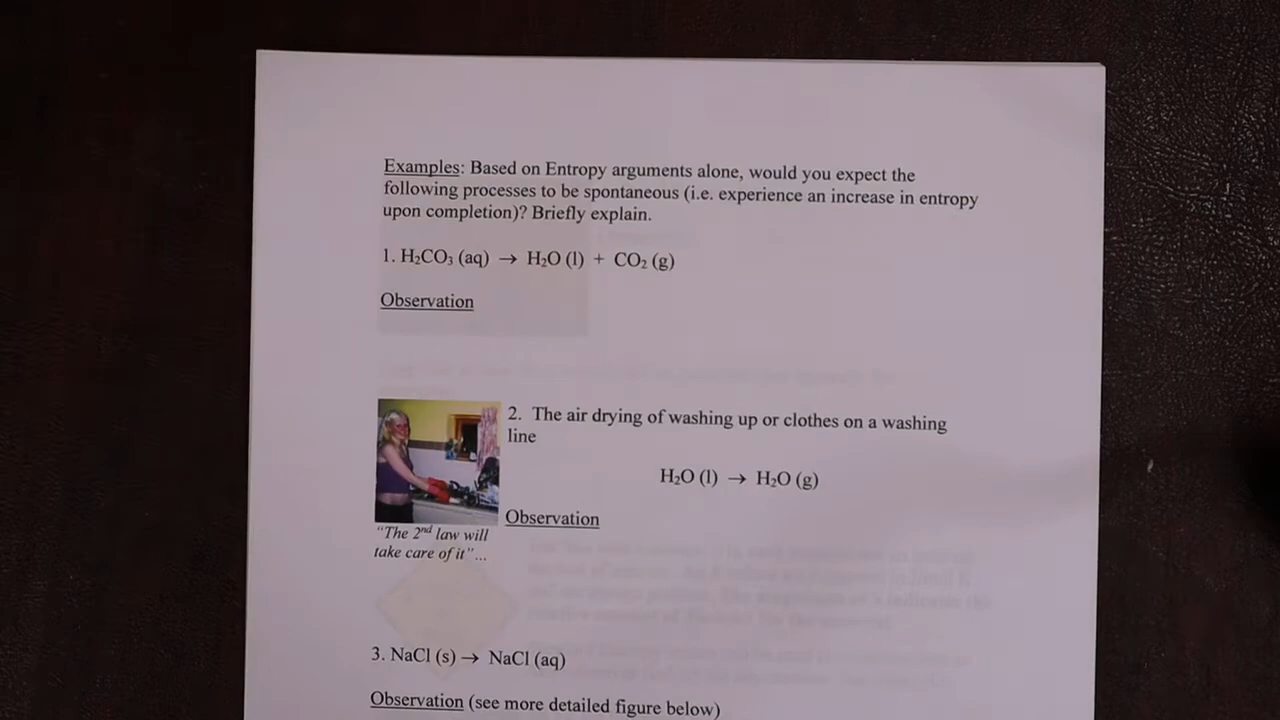 Examples: Based on Entropy arguments alone, would you expect the
following processes to be spontaneous (i.e. experience an increase in entropy
upon completion)? Briefly explain.
1. H₂CO₃ (aq) → H₂O (l) + CO₂ (g)
Observation
2. The air drying of washing up or clothes on a washing
line
H₂O (l) → H₂O (g)
Observation
"The 2ⁿᵈ law will
take care of it"...
3. NaCl (s) → NaCl (aq)
Observation (see more detailed figure below)